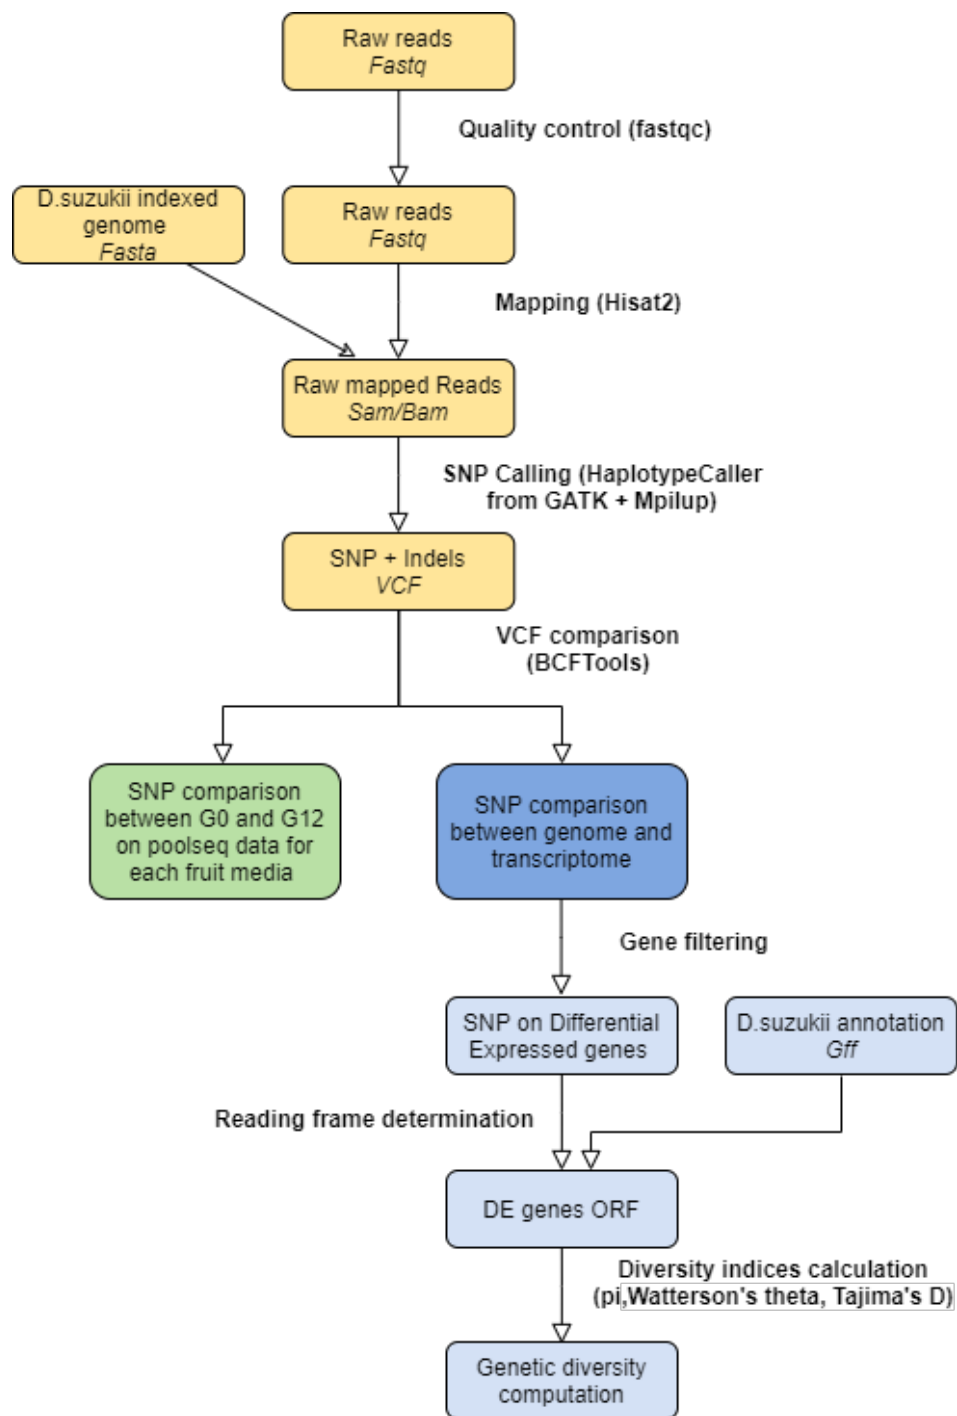 Raw reads
Fastq
Quality control (fastqc)
D.suzukii indexed
genome
Fasta
Raw reads
Fastq
Mapping (Hisat2)
Raw mapped Reads
Sam/Bam
SNP Calling (HaplotypeCaller
from GATK + Mpilup)
SNP + Indels
VCF
VCF comparison
(BCFTools)
SNP comparison
between G0 and G12
on poolseq data for
each fruit media
SNP comparison
between genome and
transcriptome
Gene filtering
SNP on Differential
Expressed genes
D.suzukii annotation
Gff
Reading frame determination
DE genes ORF
Diversity indices calculation
(pi,Watterson's theta, Tajima's D)
Genetic diversity
computation